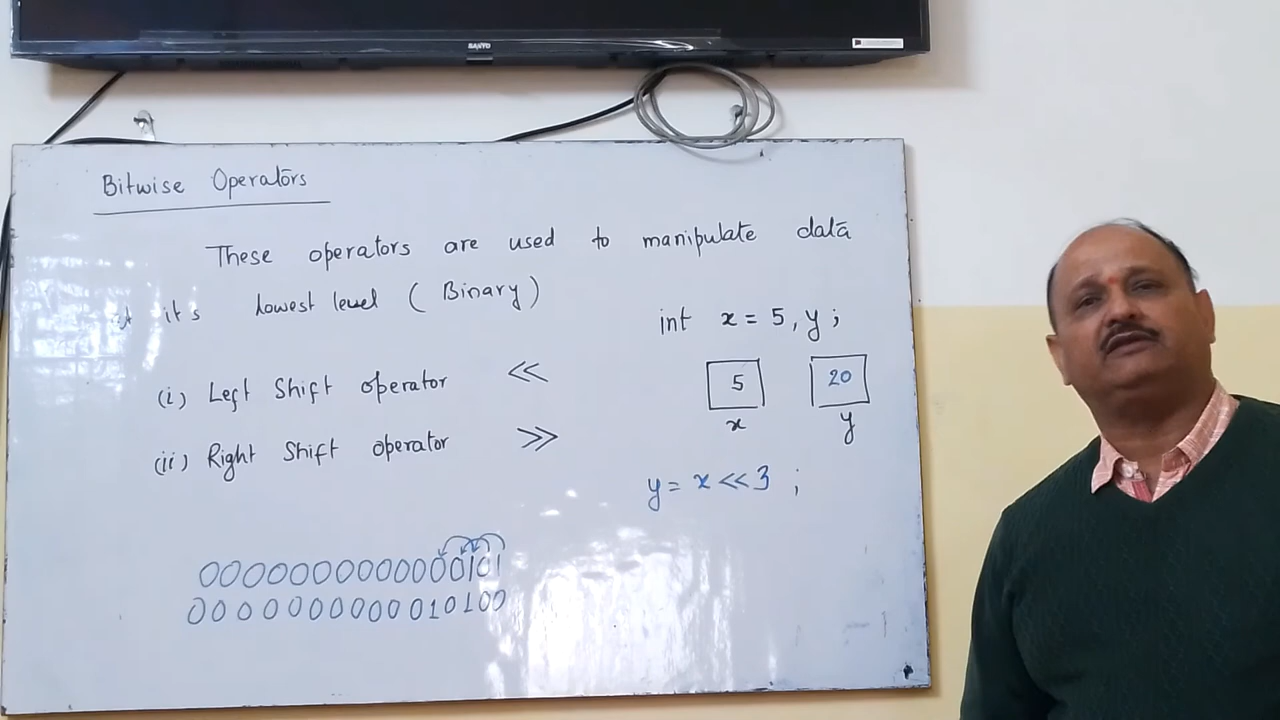 SANYO
Bitwise Operators
These operators are used to manipulate data
it's lowest level ( Binary )
int x = 5, y ;
(i) Left Shift operator <<
5 20
x y
(ii) Right Shift operator >>
y = x << 3 ;
0000000000000101
0000000000010100